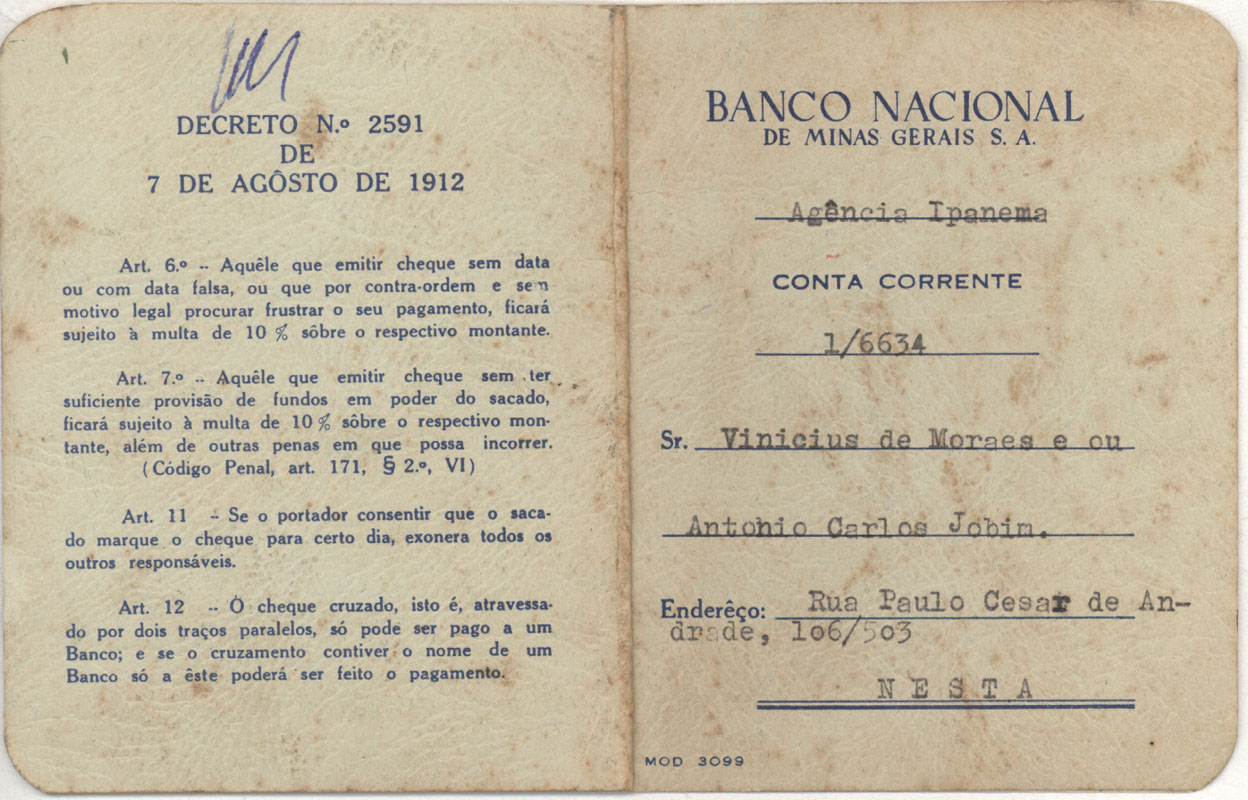 DECRETO N.º 2591
DE
7 DE AGÔSTO DE 1912
Art. 6.º -- Aquêle que emitir cheque sem data
ou com data falsa, ou que por contra-ordem e sem
motivo legal procurar frustrar o seu pagamento, ficará
sujeito à multa de 10 % sôbre o respectivo montante.
Art. 7.º -- Aquêle que emitir cheque sem ter
suficiente provisão de fundos em poder do sacado,
ficará sujeito à multa de 10 % sôbre o respectivo mon-
tante, além de outras penas em que possa incorrer.
(Código Penal, art. 171, § 2.º, VI)
Art. 11 -- Se o portador consentir que o saca-
do marque o cheque para certo dia, exonera todos os
outros responsáveis.
Art. 12 -- O cheque cruzado, isto é, atravessa-
do por dois traços paralelos, só pode ser pago a um
Banco; e se o cruzamento contiver o nome de um
Banco só a êste poderá ser feito o pagamento.
BANCO NACIONAL
DE MINAS GERAIS S. A.
Agência Ipanema
CONTA CORRENTE
1/6634
Sr. Vinicius de Moraes e ou
Antonio Carlos Jobim.
Enderêço: Rua Paulo Cesar de An-
drade, 106/503
N E S T A
MOD 3099